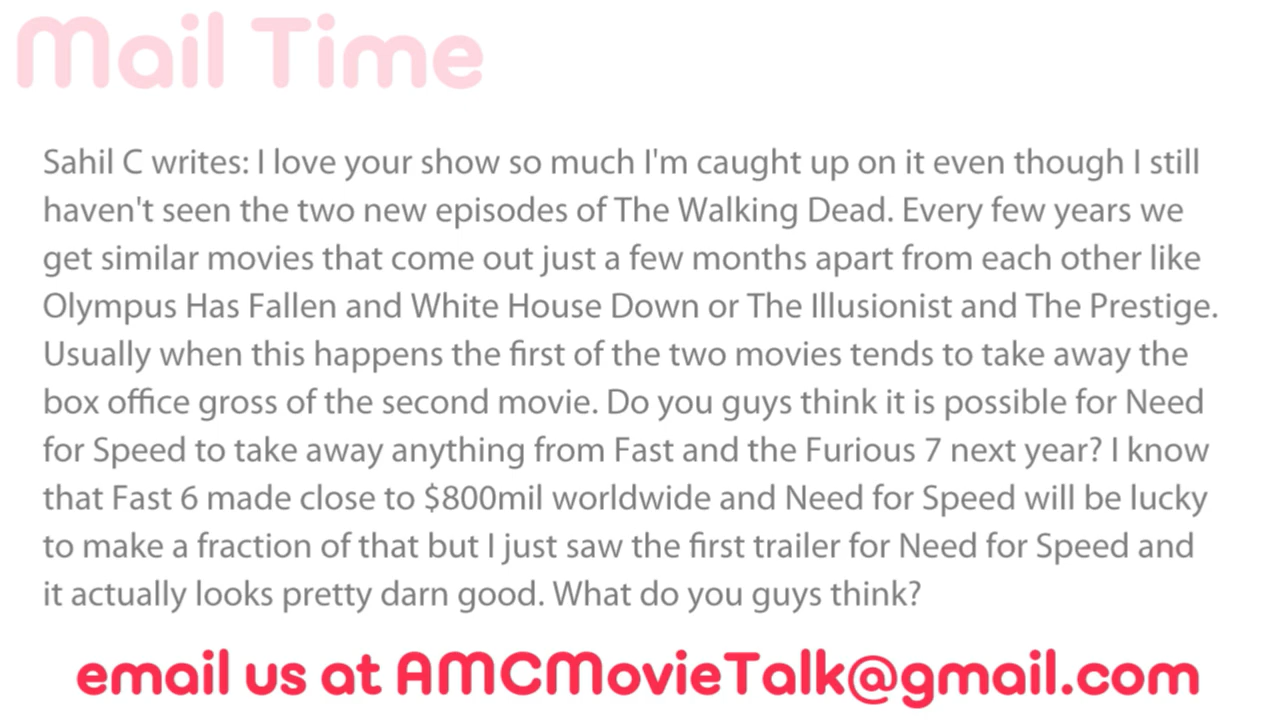 Mail Time
Sahil C writes: I love your show so much I'm caught up on it even though I still
haven't seen the two new episodes of The Walking Dead. Every few years we
get similar movies that come out just a few months apart from each other like
Olympus Has Fallen and White House Down or The Illusionist and The Prestige.
Usually when this happens the first of the two movies tends to take away the
box office gross of the second movie. Do you guys think it is possible for Need
for Speed to take away anything from Fast and the Furious 7 next year? I know
that Fast 6 made close to $800mil worldwide and Need for Speed will be lucky
to make a fraction of that but I just saw the first trailer for Need for Speed and
it actually looks pretty darn good. What do you guys think?
email us at AMCMovieTalk@gmail.com